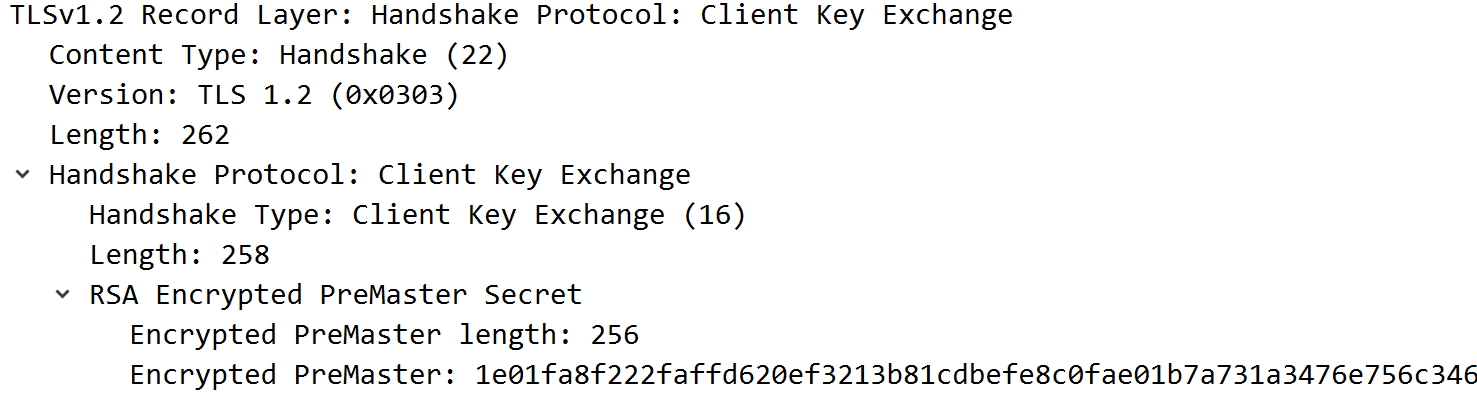 TLSv1.2 Record Layer: Handshake Protocol: Client Key Exchange
Content Type: Handshake (22)
Version: TLS 1.2 (0x0303)
Length: 262
Handshake Protocol: Client Key Exchange
Handshake Type: Client Key Exchange (16)
Length: 258
RSA Encrypted PreMaster Secret
Encrypted PreMaster length: 256
Encrypted PreMaster: 1e01fa8f222faffd620ef3213b81cdbefe8c0fae01b7a731a3476e756c346